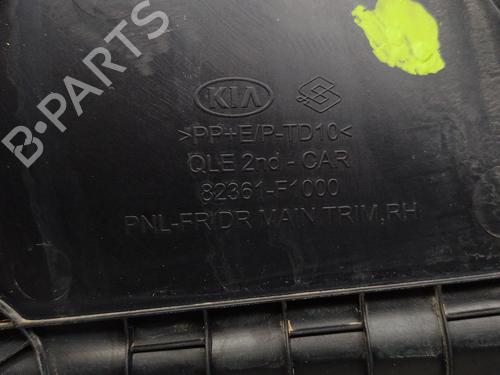 KIA
>PP+E/P-TD10<
QLE 2nd - CAR
82361-F1000
PNL-FR DR MAIN TRIM,RH
B-PARTS